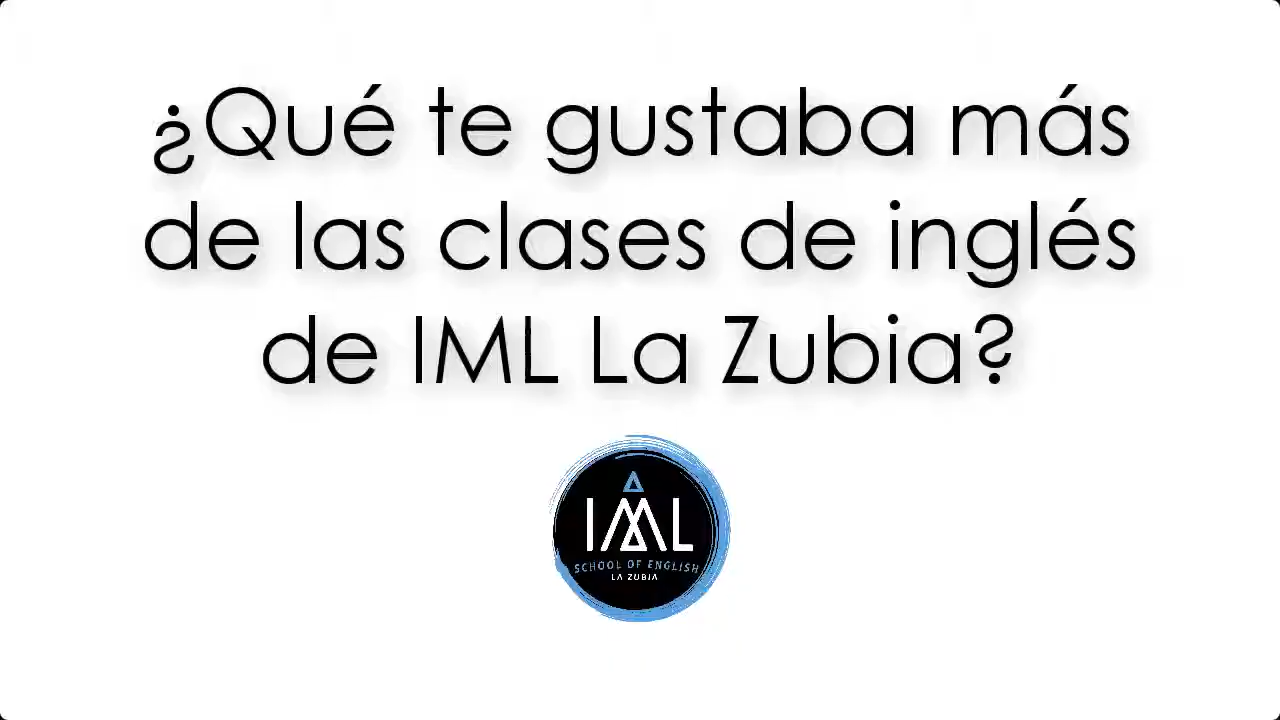 ¿Qué te gustaba más
de las clases de inglés
de IML La Zubia?
IML
SCHOOL OF ENGLISH
LA ZUBIA